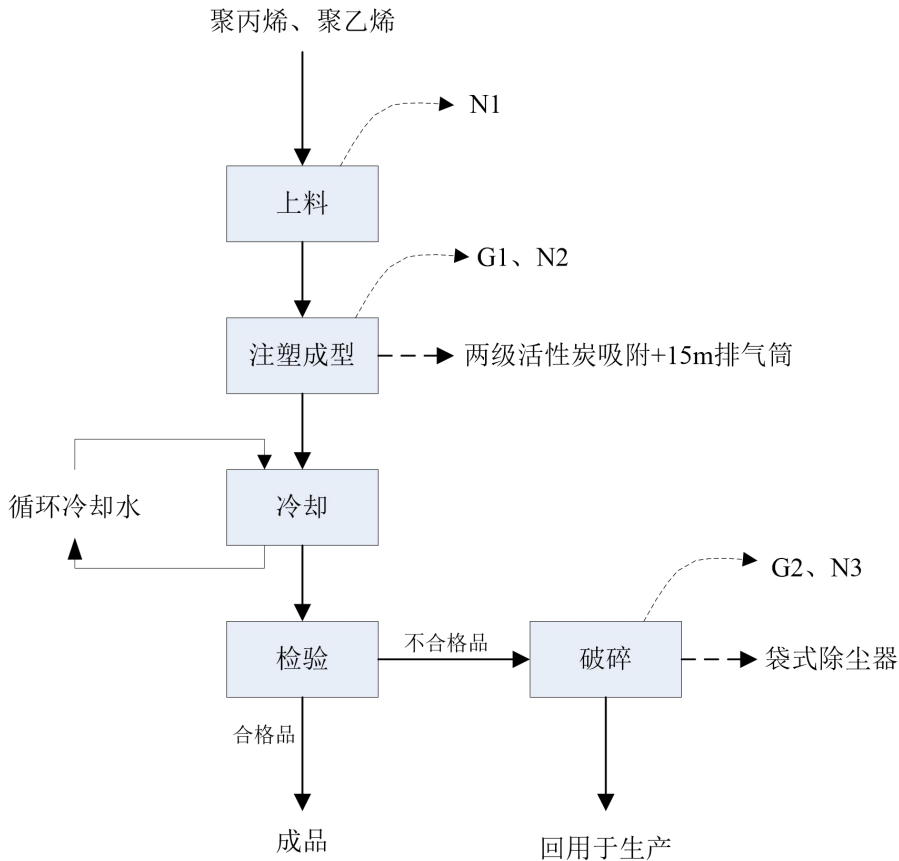 聚丙烯、聚乙烯
N1
上料
G1、N2
注塑成型
两级活性炭吸附+15m排气筒
循环冷却水
冷却
G2、N3
检验
不合格品
破碎
袋式除尘器
合格品
成品
回用于生产